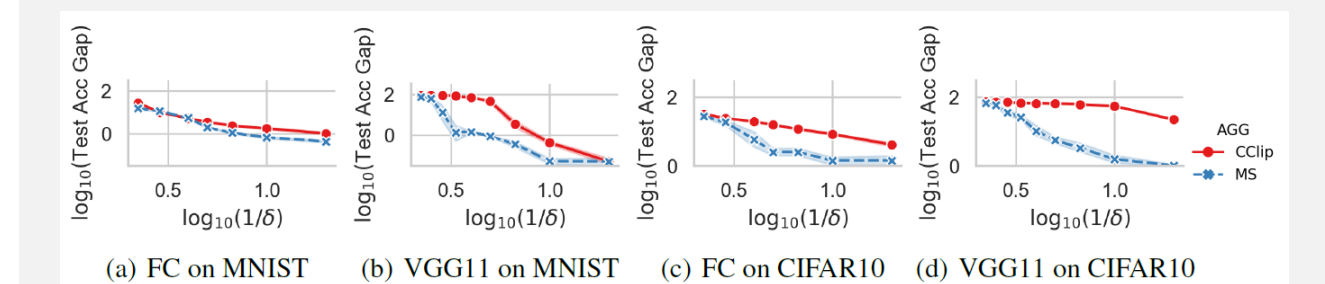 log₁₀(Test Acc Gap)
2
0
0.5 1.0
log₁₀(1/δ)
(a) FC on MNIST
log₁₀(Test Acc Gap)
2
0
0.5 1.0
log₁₀(1/δ)
(b) VGG11 on MNIST
log₁₀(Test Acc Gap)
2
0
0.5 1.0
log₁₀(1/δ)
(c) FC on CIFAR10
log₁₀(Test Acc Gap)
2
0
0.5 1.0
log₁₀(1/δ)
(d) VGG11 on CIFAR10
AGG
CClip
MS